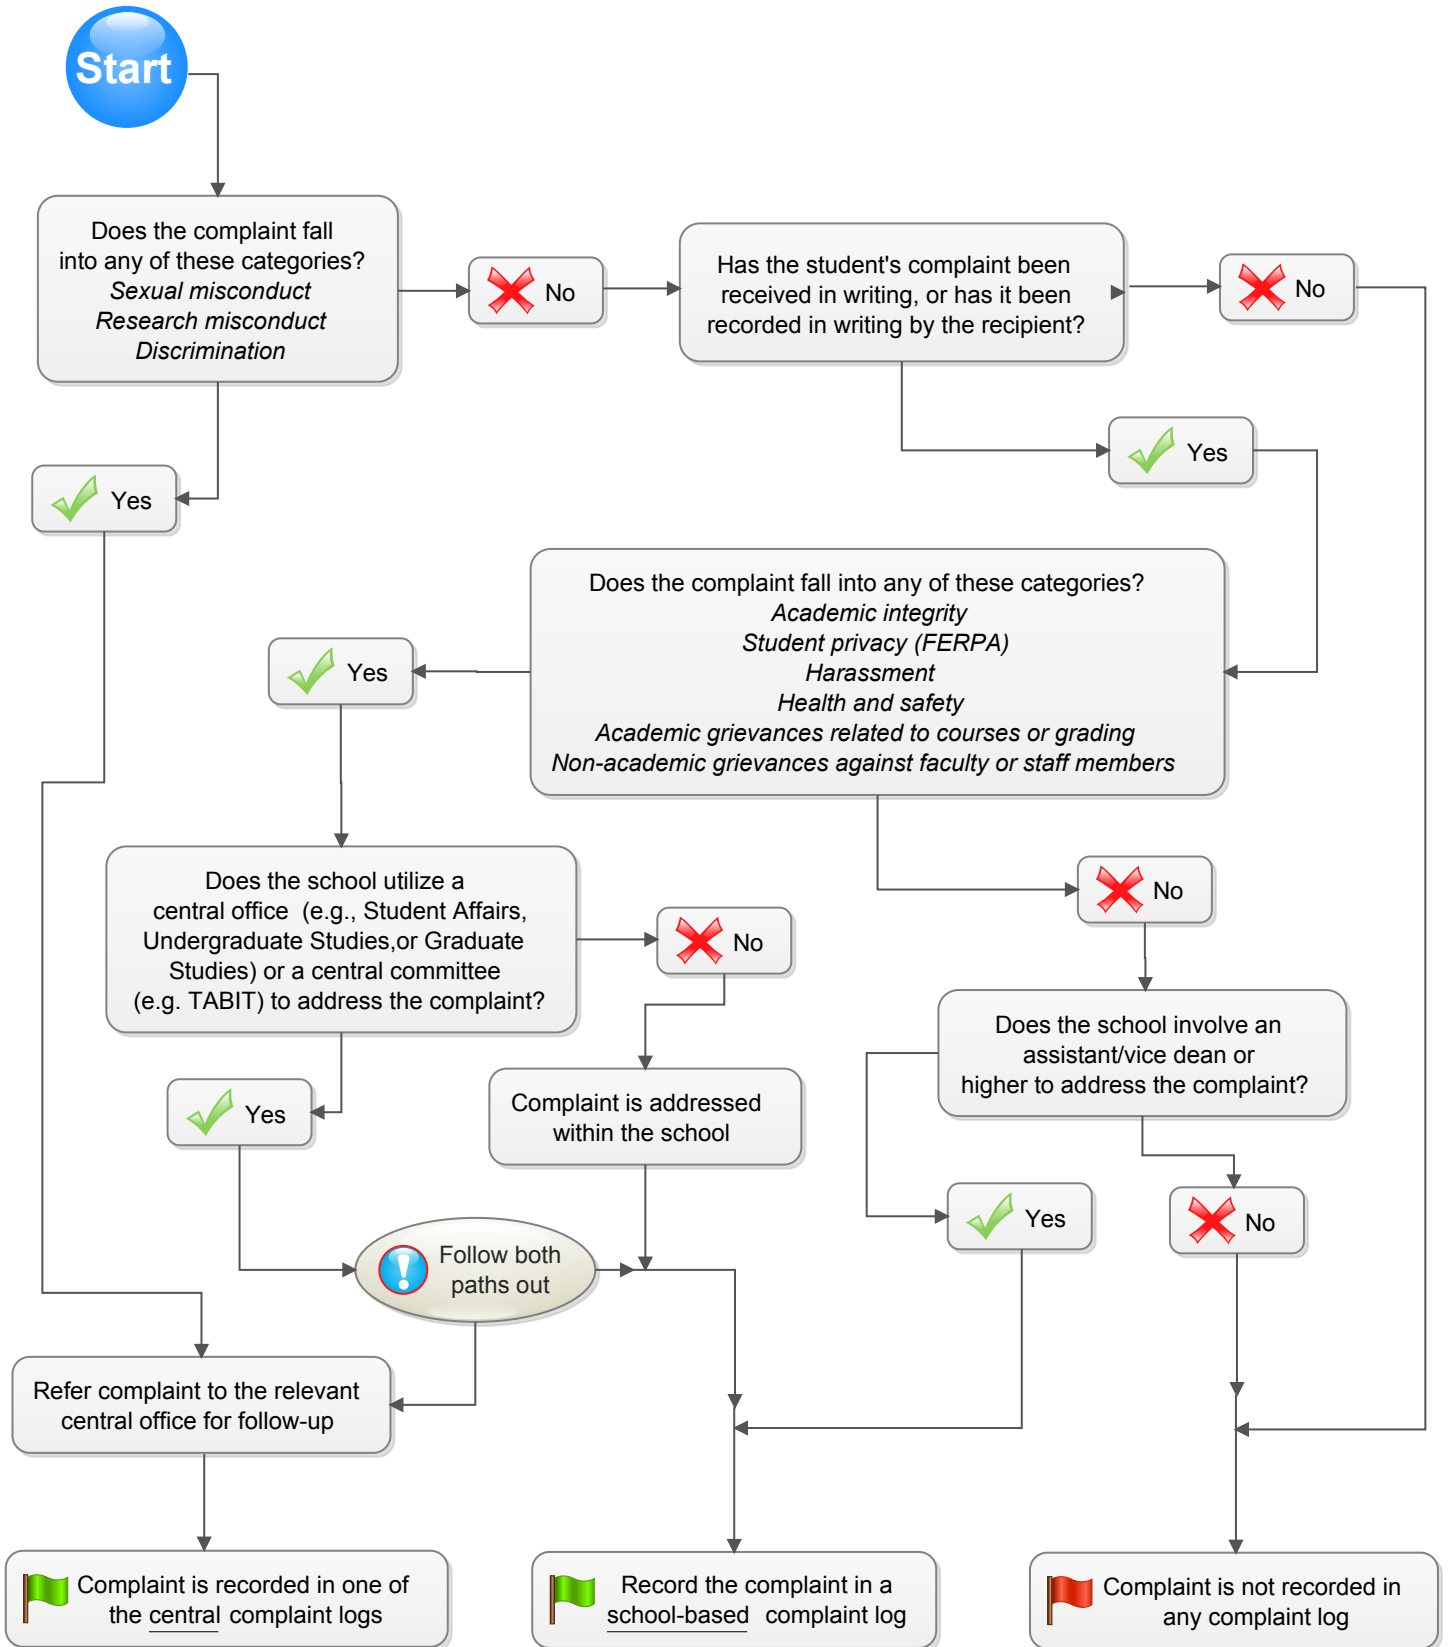 Start
Does the complaint fall
into any of these categories?
Sexual misconduct
Research misconduct
Discrimination
No
Has the student's complaint been
received in writing, or has it been
recorded in writing by the recipient?
No
Yes
Yes
Does the complaint fall into any of these categories?
Academic integrity
Student privacy (FERPA)
Harassment
Health and safety
Academic grievances related to courses or grading
Non-academic grievances against faculty or staff members
Yes
Does the school utilize a
central office (e.g., Student Affairs,
Undergraduate Studies,or Graduate
Studies) or a central committee
(e.g. TABIT) to address the complaint?
No
No
Does the school involve an
assistant/vice dean or
higher to address the complaint?
Yes
Complaint is addressed
within the school
Yes
No
Follow both
paths out
Refer complaint to the relevant
central office for follow-up
Complaint is recorded in one of
the central complaint logs
Record the complaint in a
school-based complaint log
Complaint is not recorded in
any complaint log